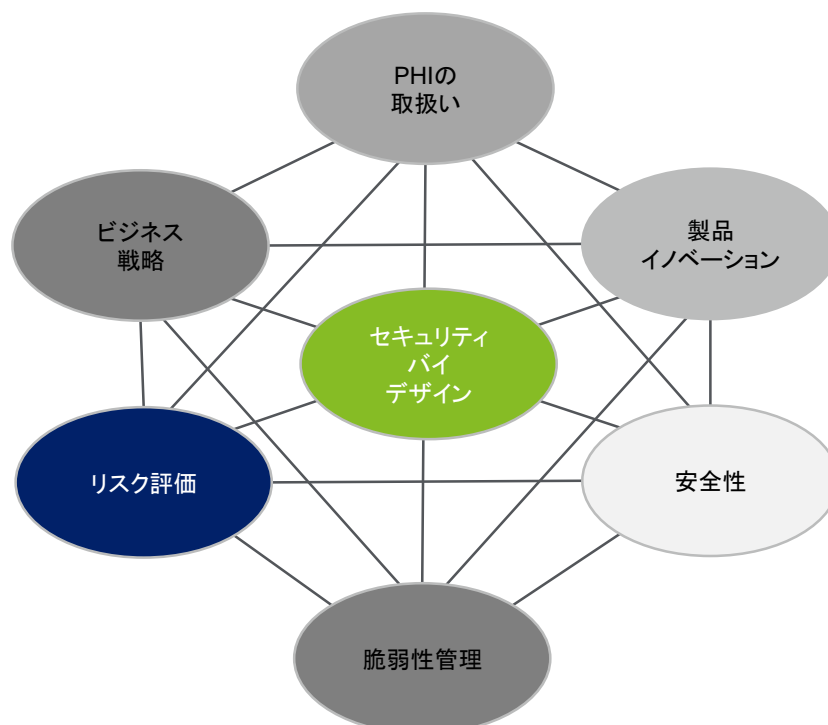 PHIの
取扱い
ビジネス
戦略
製品
イノベーション
セキュリティ
バイ
デザイン
リスク評価
安全性
脆弱性管理